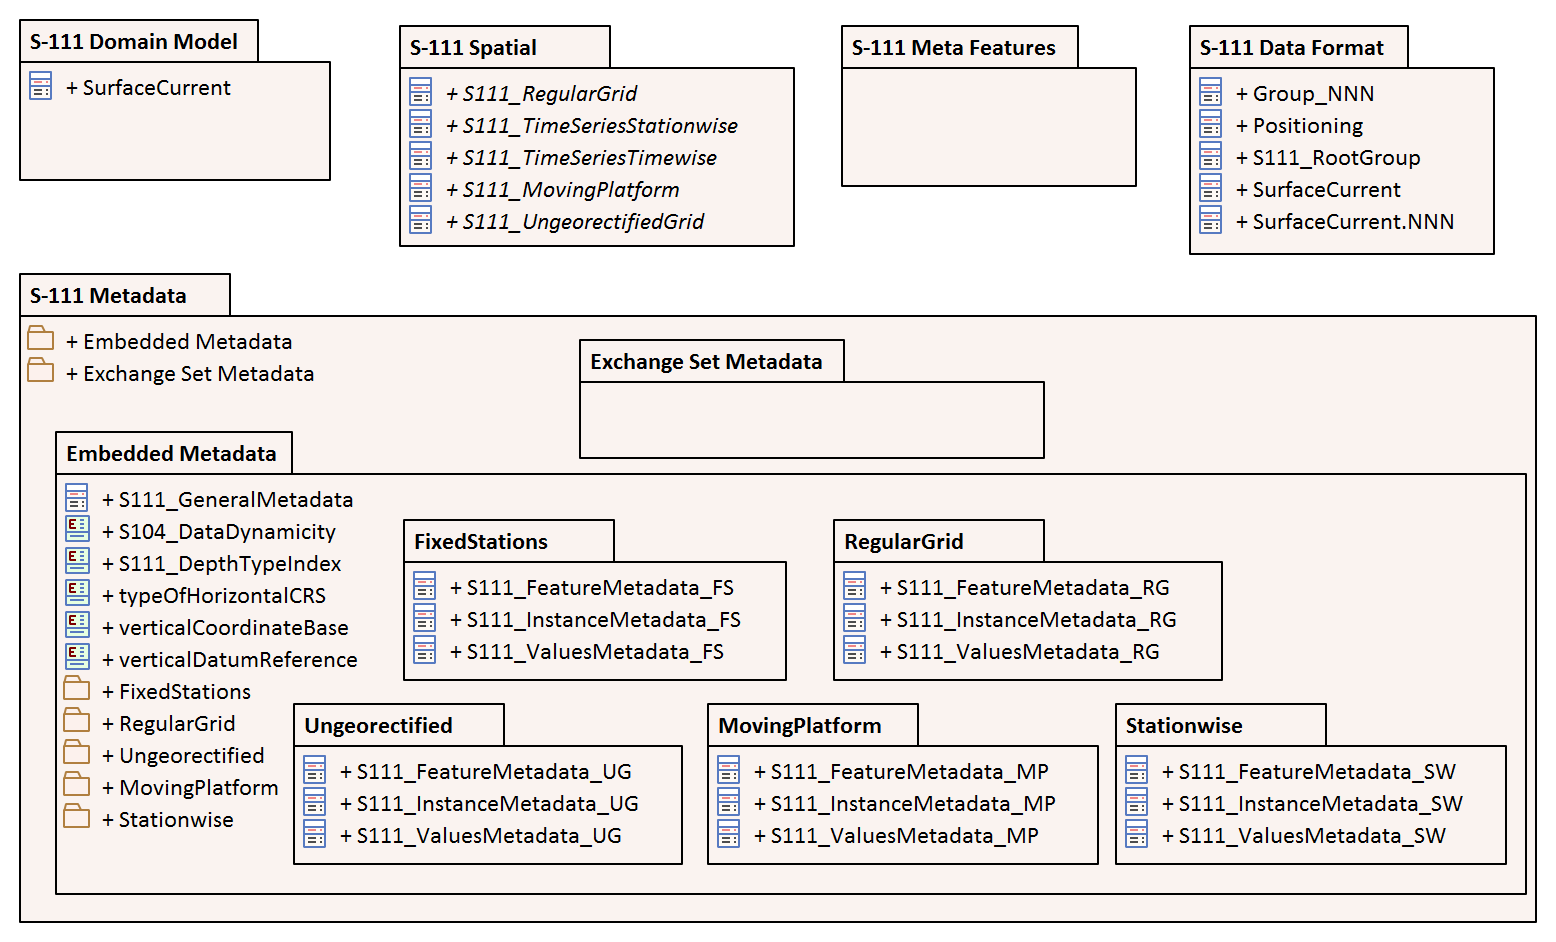 S-111 Domain Model
+ SurfaceCurrent
S-111 Spatial
+ S111_RegularGrid
+ S111_TimeSeriesStationwise
+ S111_TimeSeriesTimewise
+ S111_MovingPlatform
+ S111_UngeorectifiedGrid
S-111 Meta Features
S-111 Data Format
+ Group_NNN
+ Positioning
+ S111_RootGroup
+ SurfaceCurrent
+ SurfaceCurrent.NNN
S-111 Metadata
+ Embedded Metadata
+ Exchange Set Metadata
Exchange Set Metadata
Embedded Metadata
+ S111_GeneralMetadata
+ S104_DataDynamicity
+ S111_DepthTypeIndex
+ typeOfHorizontalCRS
+ verticalCoordinateBase
+ verticalDatumReference
+ FixedStations
+ RegularGrid
+ Ungeorectified
+ MovingPlatform
+ Stationwise
FixedStations
+ S111_FeatureMetadata_FS
+ S111_InstanceMetadata_FS
+ S111_ValuesMetadata_FS
RegularGrid
+ S111_FeatureMetadata_RG
+ S111_InstanceMetadata_RG
+ S111_ValuesMetadata_RG
Ungeorectified
+ S111_FeatureMetadata_UG
+ S111_InstanceMetadata_UG
+ S111_ValuesMetadata_UG
MovingPlatform
+ S111_FeatureMetadata_MP
+ S111_InstanceMetadata_MP
+ S111_ValuesMetadata_MP
Stationwise
+ S111_FeatureMetadata_SW
+ S111_InstanceMetadata_SW
+ S111_ValuesMetadata_SW